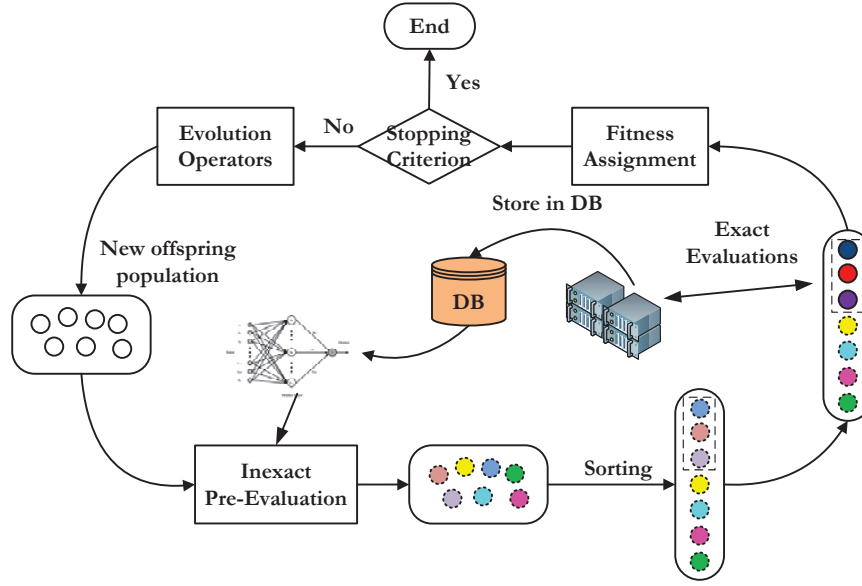 End
Yes
No
Evolution
Operators
Stopping
Criterion
Fitness
Assignment
Store in DB
Exact
Evaluations
New offspring
population
DB
Inexact
Pre-Evaluation
Sorting